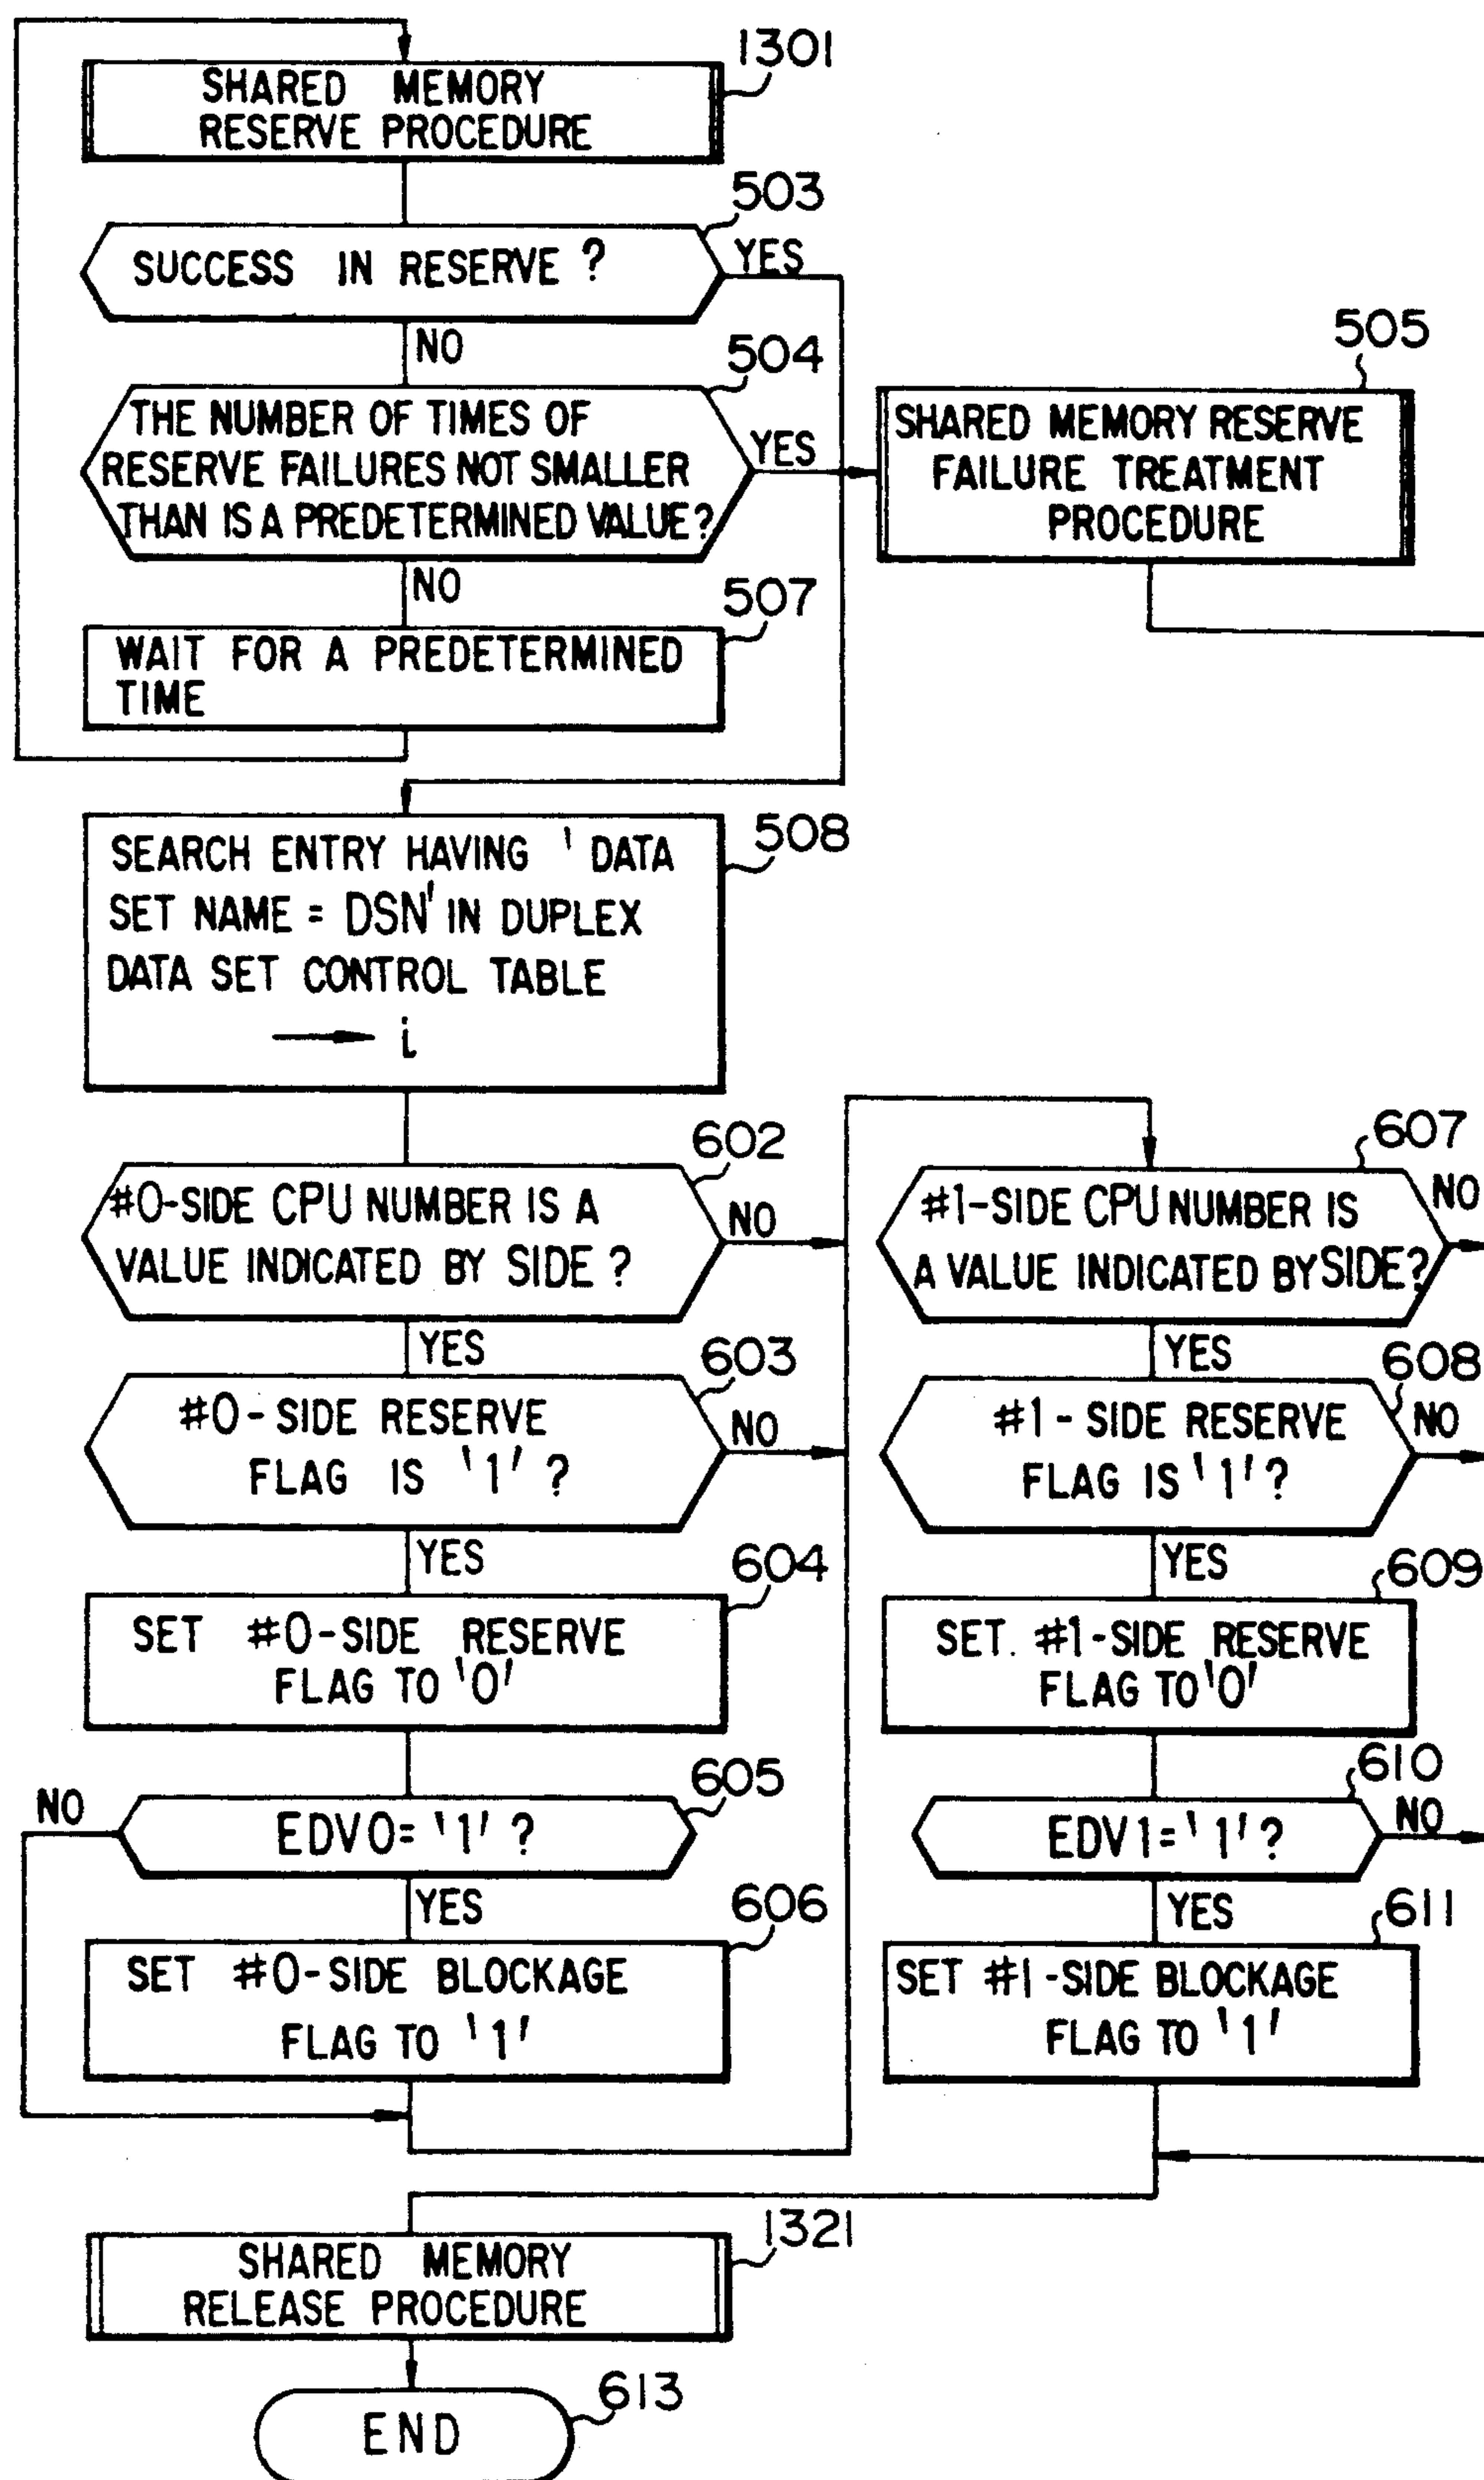 1301
SHARED MEMORY
RESERVE PROCEDURE
503
SUCCESS IN RESERVE ?
YES
NO
504
THE NUMBER OF TIMES OF
RESERVE FAILURES NOT SMALLER
THAN IS A PREDETERMINED VALUE?
YES
505
SHARED MEMORY RESERVE
FAILURE TREATMENT
PROCEDURE
NO
507
WAIT FOR A PREDETERMINED
TIME
508
SEARCH ENTRY HAVING 'DATA
SET NAME = DSN' IN DUPLEX
DATA SET CONTROL TABLE
→ i
602
#0-SIDE CPU NUMBER IS A
VALUE INDICATED BY SIDE ?
NO
YES
603
#0-SIDE RESERVE
FLAG IS '1' ?
NO
YES
604
SET #0-SIDE RESERVE
FLAG TO '0'
605
NO
EDV0= '1' ?
YES
606
SET #0-SIDE BLOCKAGE
FLAG TO '1'
607
#1-SIDE CPU NUMBER IS
A VALUE INDICATED BY SIDE?
NO
YES
608
#1-SIDE RESERVE
FLAG IS '1' ?
NO
YES
609
SET. #1-SIDE RESERVE
FLAG TO '0'
610
EDV1= '1' ?
NO
YES
611
SET #1-SIDE BLOCKAGE
FLAG TO '1'
1321
SHARED MEMORY
RELEASE PROCEDURE
613
END